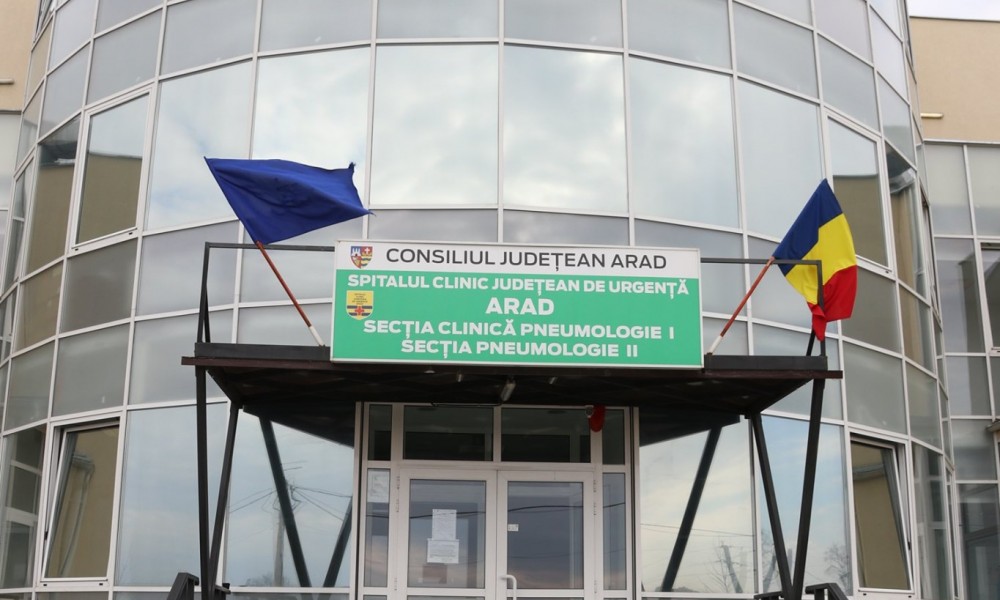 CONSILIUL JUDEȚEAN ARAD
SPITALUL CLINIC JUDEȚEAN DE URGENȚĂ
ARAD
SECȚIA CLINICĂ PNEUMOLOGIE I
SECȚIA PNEUMOLOGIE II